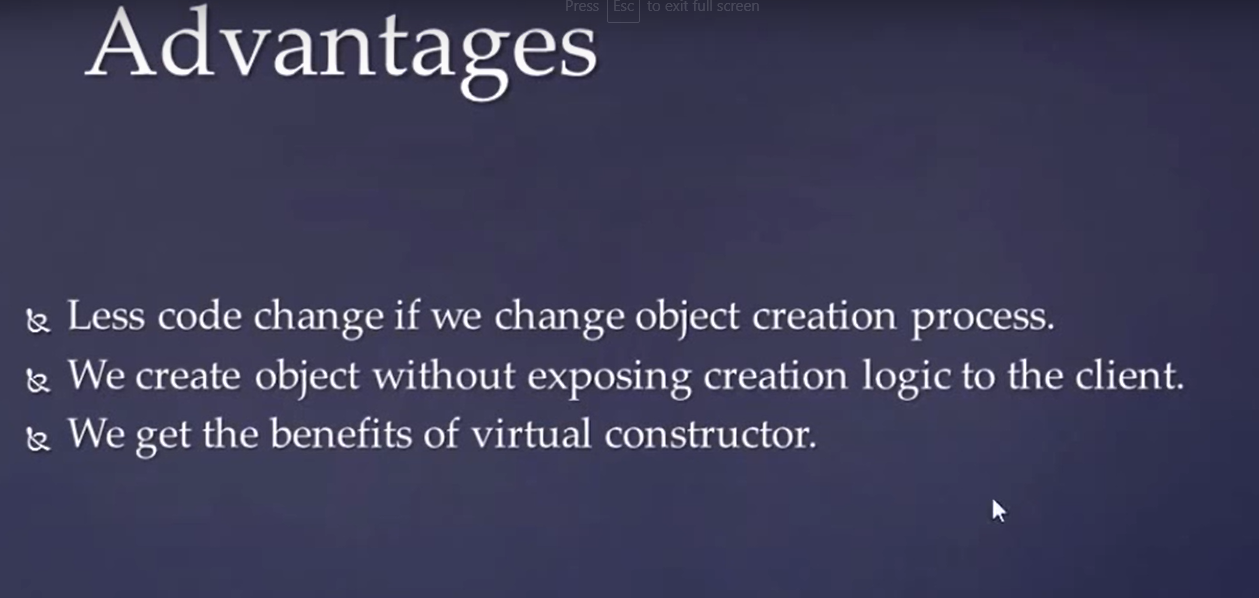 Press Esc to exit full screen
Advantages
Less code change if we change object creation process.
We create object without exposing creation logic to the client.
We get the benefits of virtual constructor.